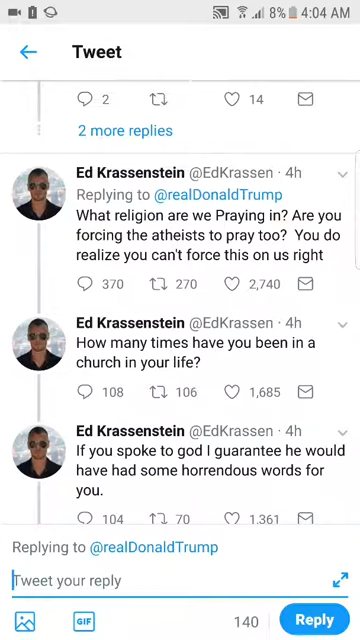 8% 4:04 AM
Tweet
2 14
2 more replies
Ed Krassenstein @EdKrassen · 4h
Replying to @realDonaldTrump
What religion are we Praying in? Are you
forcing the atheists to pray too? You do
realize you can't force this on us right
370 270 2,740
Ed Krassenstein @EdKrassen · 4h
How many times have you been in a
church in your life?
108 106 1,685
Ed Krassenstein @EdKrassen · 4h
If you spoke to god I guarantee he would
have had some horrendous words for
you.
104 70 1,361
Replying to @realDonaldTrump
Tweet your reply
GIF 140 Reply